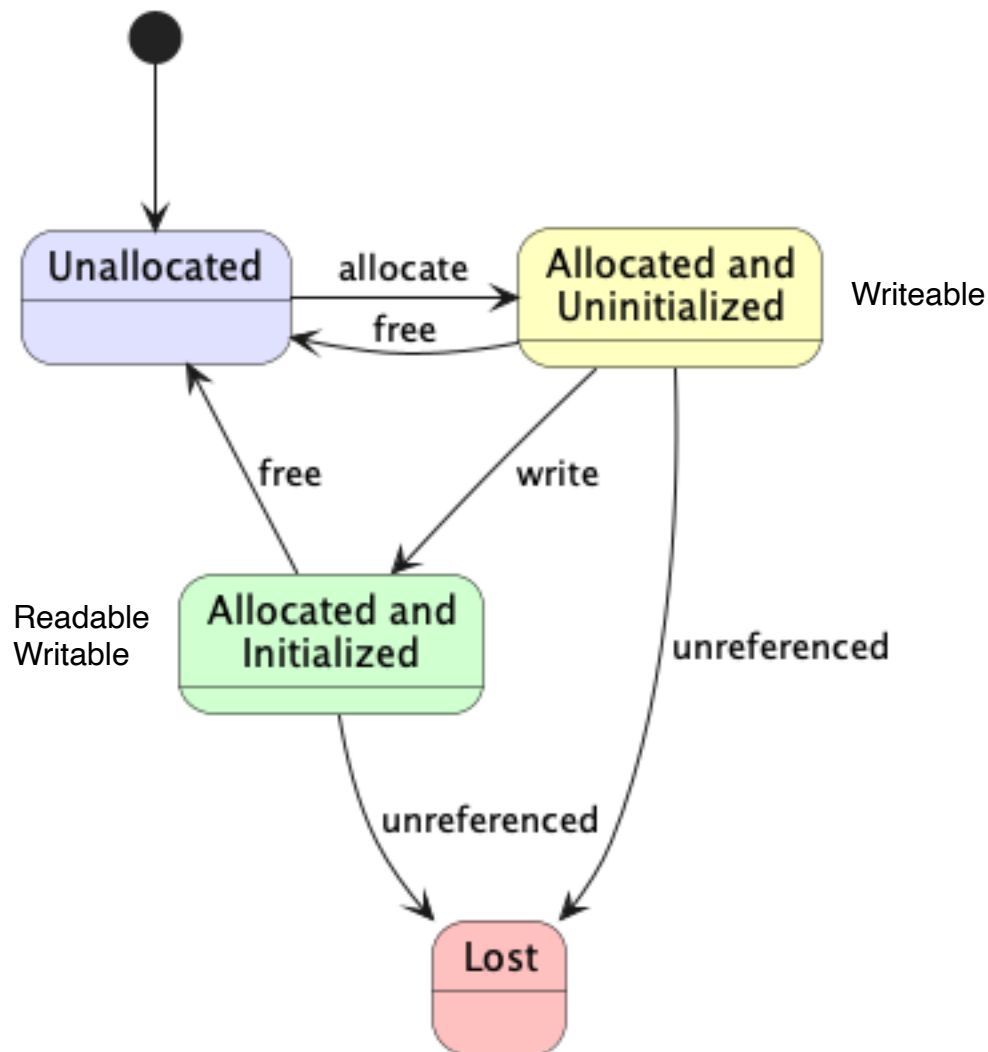 Unallocated
allocate
Allocated and
Uninitialized
Writeable
free
free
write
Allocated and
Initialized
Readable
Writable
unreferenced
unreferenced
Lost